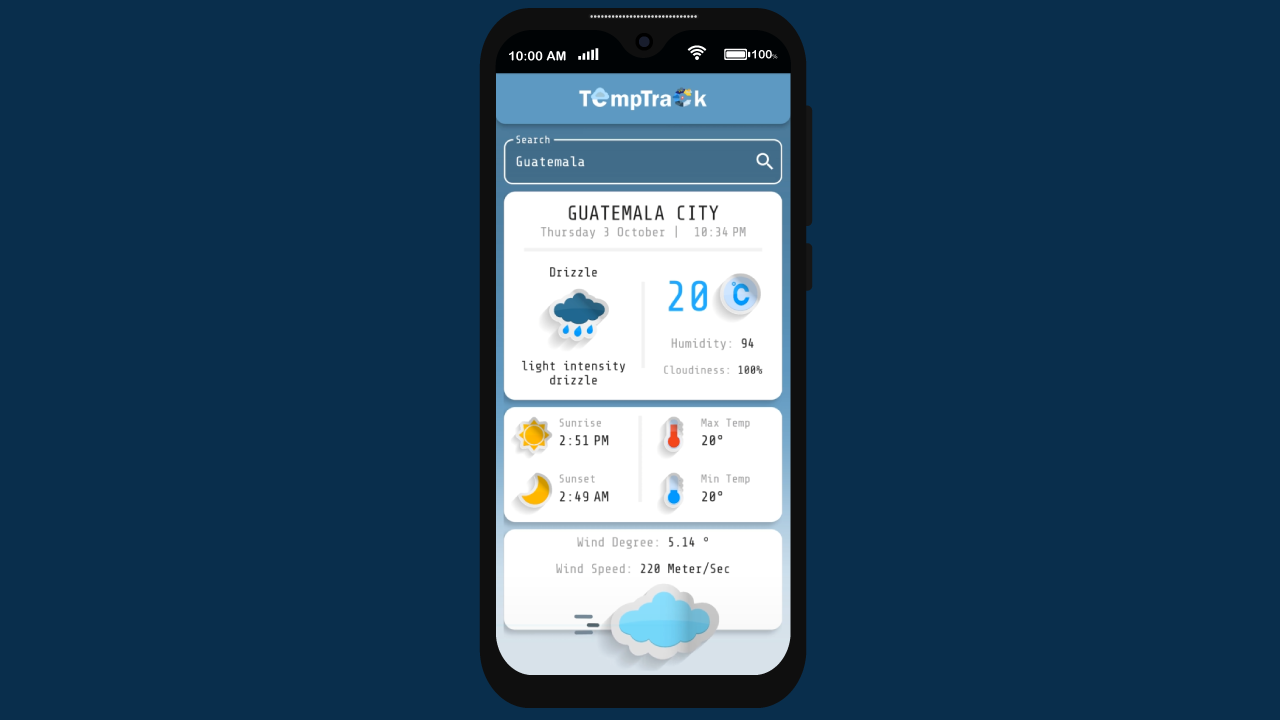 10:00 AM 100%
TempTrack
Search
Guatemala
GUATEMALA CITY
Thursday 3 October | 10:34 PM
Drizzle
20 °C
Humidity: 94
Cloudiness: 100%
light intensity
drizzle
Sunrise
2:51 PM
Max Temp
20°
Sunset
2:49 AM
Min Temp
20°
Wind Degree: 5.14 °
Wind Speed: 220 Meter/Sec